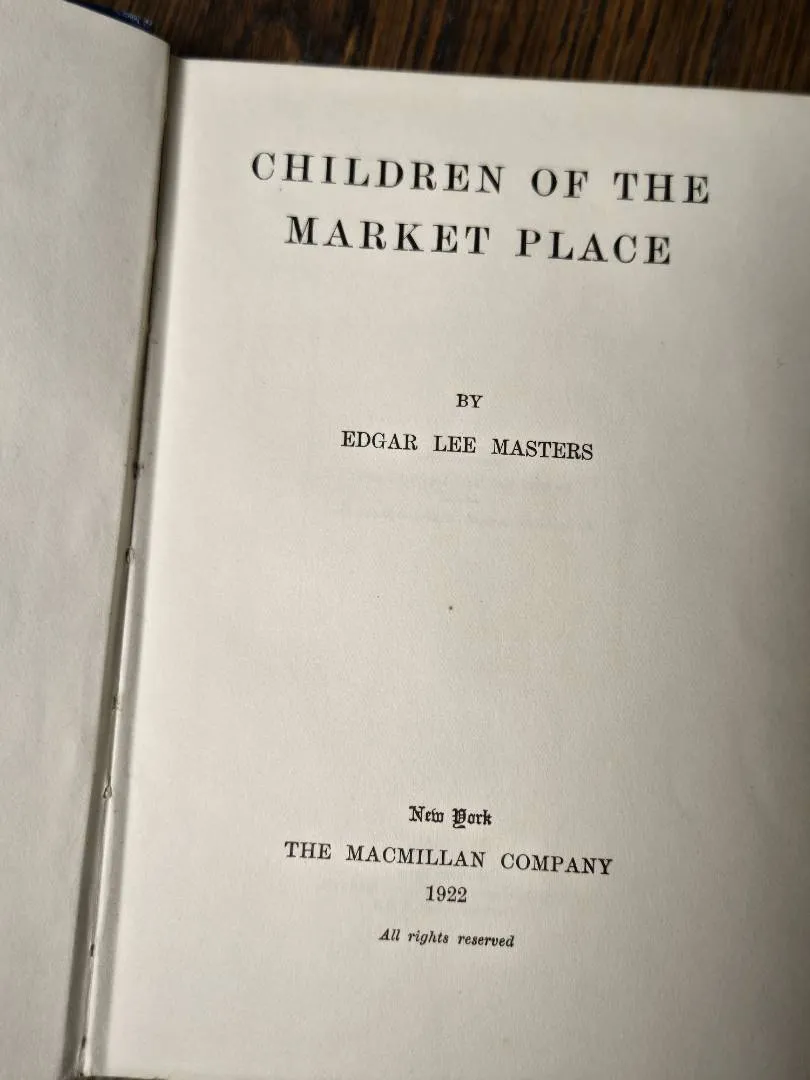 CHILDREN OF THE
MARKET PLACE
BY
EDGAR LEE MASTERS
New York
THE MACMILLAN COMPANY
1922
All rights reserved